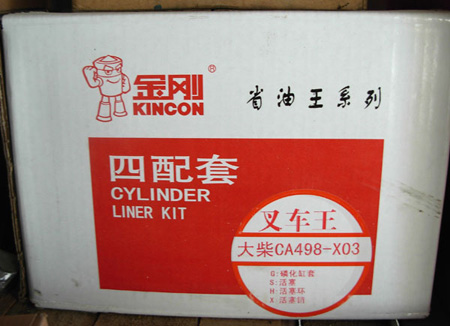 金刚®
KINCON
省油王系列
四配套
CYLINDER
LINER KIT
叉车王
大柴CA498-X03
G:磷化缸套
S:活塞
H:活塞环
X:活塞销